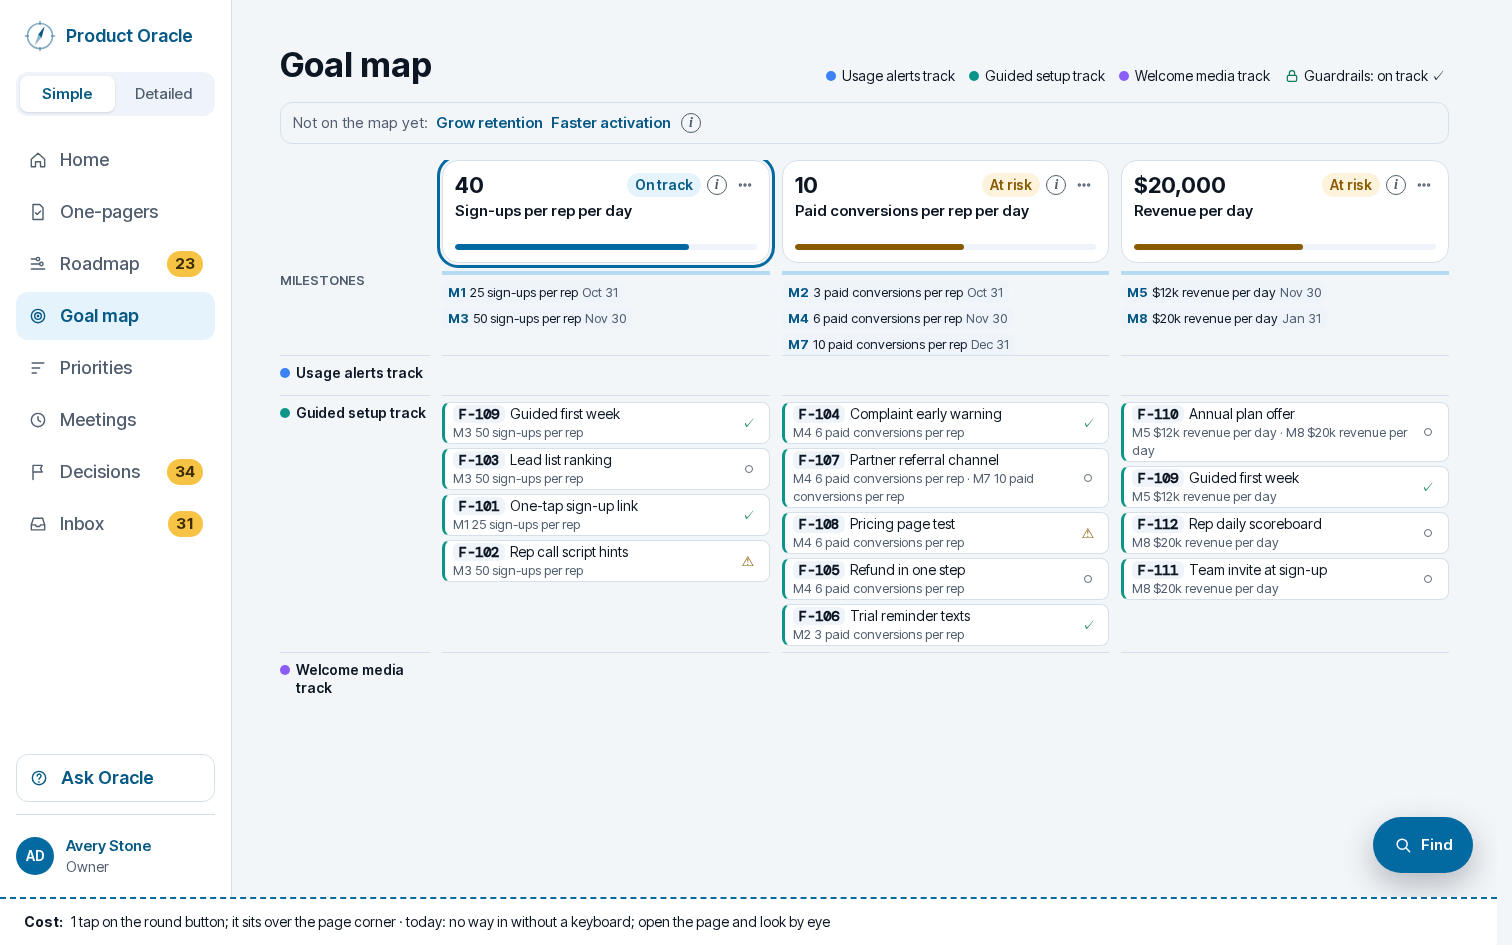 Product Oracle
Simple Detailed
Home
One-pagers
Roadmap 23
Goal map
Priorities
Meetings
Decisions 34
Inbox 31
Ask Oracle
AD
Avery Stone
Owner
Goal map
Usage alerts track Guided setup track Welcome media track Guardrails: on track ✓
Not on the map yet: Grow retention Faster activation i
40 On track i •••
Sign-ups per rep per day
10 At risk i •••
Paid conversions per rep per day
$20,000 At risk i •••
Revenue per day
MILESTONES
M1 25 sign-ups per rep Oct 31
M3 50 sign-ups per rep Nov 30
M2 3 paid conversions per rep Oct 31
M4 6 paid conversions per rep Nov 30
M7 10 paid conversions per rep Dec 31
M5 $12k revenue per day Nov 30
M8 $20k revenue per day Jan 31
Usage alerts track
Guided setup track
F-109 Guided first week ✓
M3 50 sign-ups per rep
F-103 Lead list ranking ○
M3 50 sign-ups per rep
F-101 One-tap sign-up link ✓
M1 25 sign-ups per rep
F-102 Rep call script hints ⚠
M3 50 sign-ups per rep
F-104 Complaint early warning ✓
M4 6 paid conversions per rep
F-107 Partner referral channel ○
M4 6 paid conversions per rep · M7 10 paid
conversions per rep
F-108 Pricing page test ⚠
M4 6 paid conversions per rep
F-105 Refund in one step ○
M4 6 paid conversions per rep
F-106 Trial reminder texts ✓
M2 3 paid conversions per rep
F-110 Annual plan offer ○
M5 $12k revenue per day · M8 $20k revenue per
day
F-109 Guided first week ✓
M5 $12k revenue per day
F-112 Rep daily scoreboard ○
M8 $20k revenue per day
F-111 Team invite at sign-up ○
M8 $20k revenue per day
Welcome media
track
Find
Cost: 1 tap on the round button; it sits over the page corner · today: no way in without a keyboard; open the page and look by eye